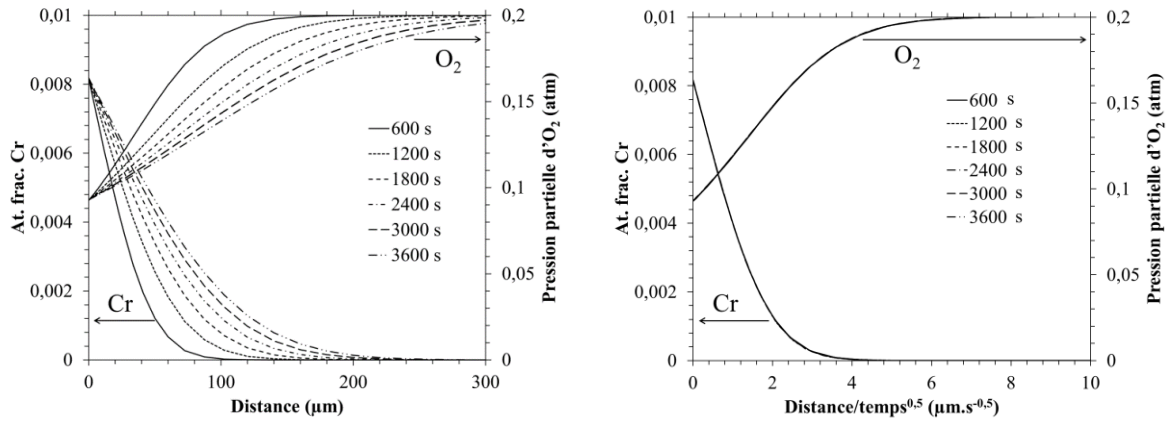 0,01
0,008
0,006
0,004
0,002
0
At. frac. Cr
0,2
0,15
0,1
0,05
0
Pression partielle d'O₂ (atm)
O₂
600 s
1200 s
1800 s
2400 s
3000 s
3600 s
Cr
0 100 200 300
Distance (µm)
0,01
0,008
0,006
0,004
0,002
0
At. frac. Cr
0,2
0,15
0,1
0,05
0
Pression partielle d'O₂ (atm)
O₂
600 s
1200 s
1800 s
2400 s
3000 s
3600 s
Cr
0 2 4 6 8 10
Distance/temps⁰,⁵ (µm.s⁻⁰,⁵)